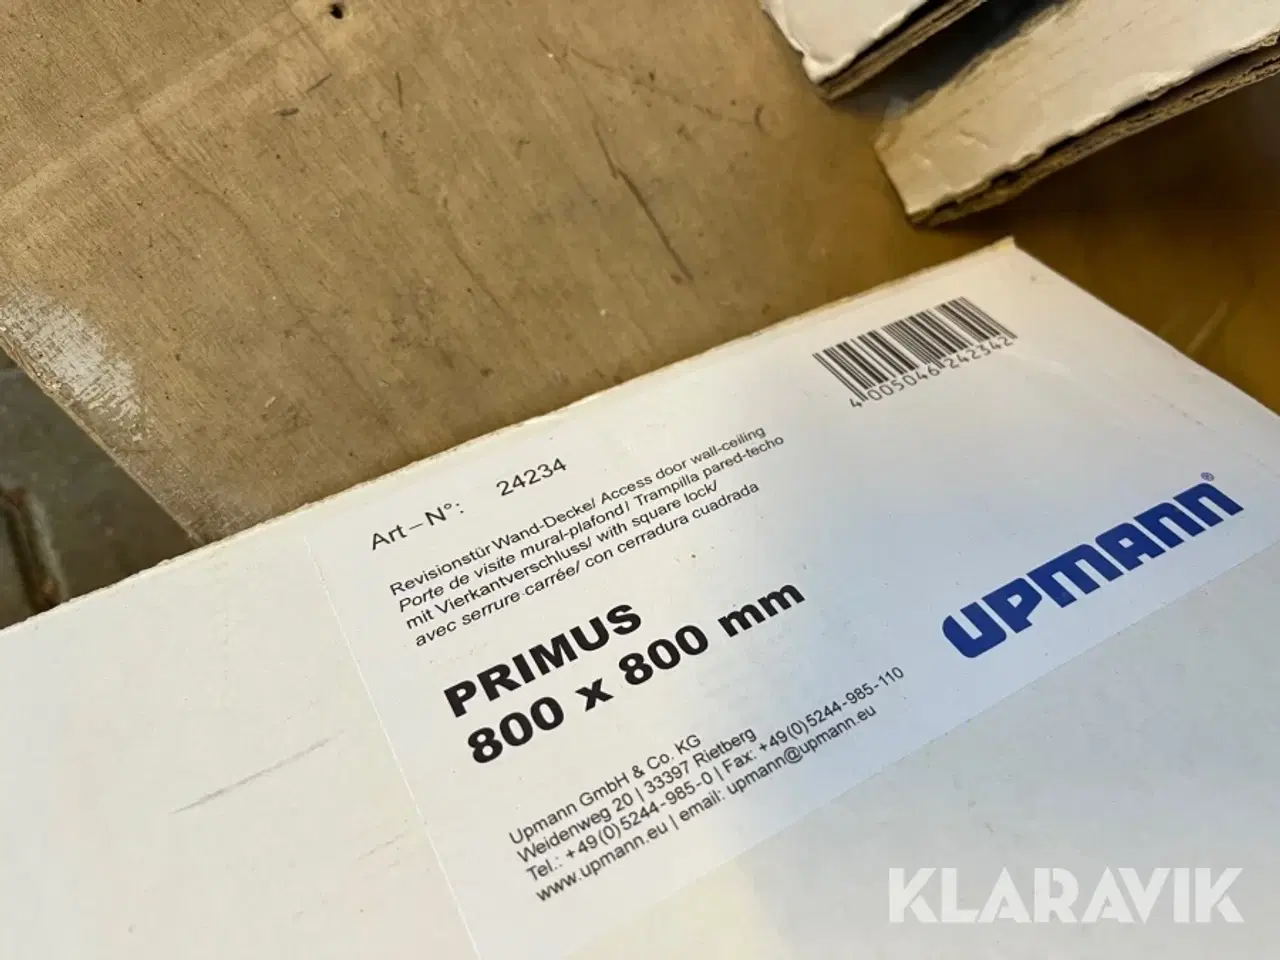 4 005046 242342
Art–N°: 24234
Revisionstür Wand-Decke/ Access door wall-ceiling
Porte de visite mural-plafond/ Trampilla pared-techo
mit Vierkantverschluss/ with square lock/
avec serrure carrée/ con cerradura cuadrada
PRIMUS
800 x 800 mm
UPMANN®
Upmann GmbH & Co. KG
Weidenweg 20 | 33397 Rietberg
Tel.: +49(0)5244-985-0 | Fax: +49(0)5244-985-110
www.upmann.eu | email: upmann@upmann.eu
KLARAVIK